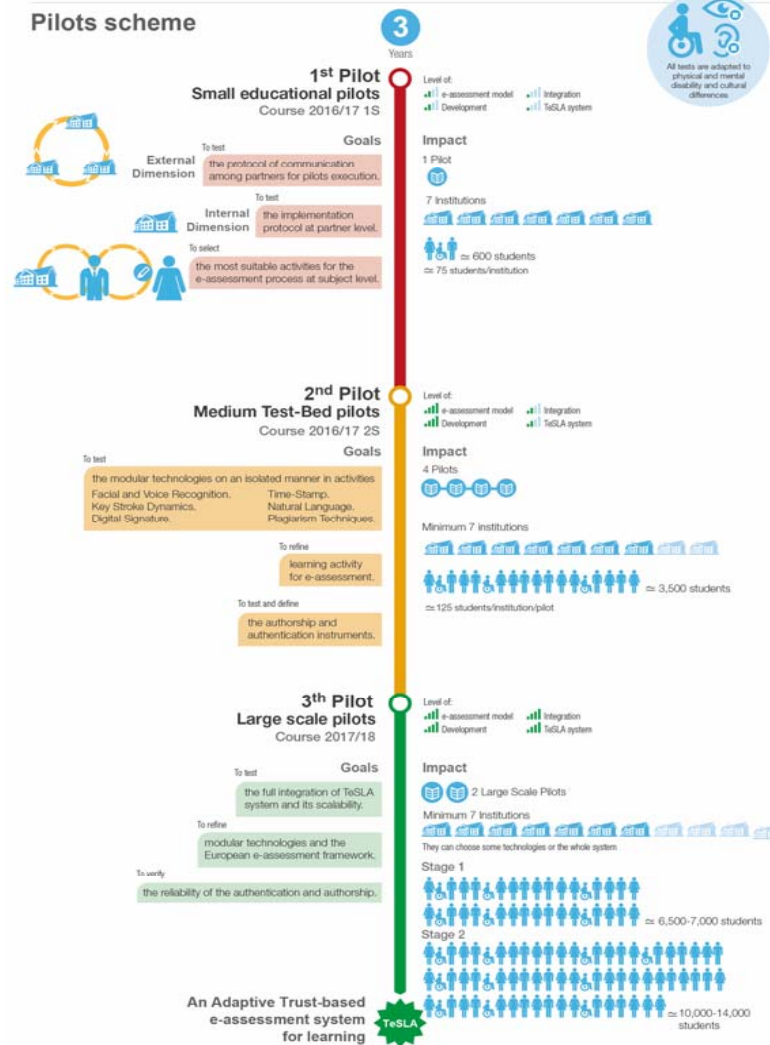 Pilots scheme
3
Years
All tests are adapted to
physical and mental
disability and cultural
differences
1st Pilot
Small educational pilots
Course 2016/17 1S
Level of:
e-assessment model
Integration
Development
TeSLA system
Goals
To test
External
Dimension
the protocol of communication
among partners for pilots execution.
To test
Internal
Dimension
the implementation
protocol at partner level.
To select
the most suitable activities for the
e-assessment process at subject level.
Impact
1 Pilot
7 Institutions
≃ 600 students
≃ 75 students/institution
2nd Pilot
Medium Test-Bed pilots
Course 2016/17 2S
Level of:
e-assessment model
Integration
Development
TeSLA system
Goals
To test
the modular technologies on an isolated manner in activities
Facial and Voice Recognition. Time-Stamp.
Key Stroke Dynamics. Natural Language.
Digital Signature. Plagiarism Techniques.
To refine
learning activity
for e-assessment.
To test and define
the authorship and
authentication instruments.
Impact
4 Pilots
Minimum 7 institutions
≃ 3,500 students
≃125 students/institution/pilot
3th Pilot
Large scale pilots
Course 2017/18
Level of:
e-assessment model
Integration
Development
TeSLA system
Goals
To test
the full integration of TeSLA
system and its scalability.
To refine
modular technologies and the
European e-assessment framework.
To verify
the reliability of the authentication and authorship.
Impact
2 Large Scale Pilots
Minimum 7 Institutions
They can choose some technologies or the whole system
Stage 1
≃ 6,500-7,000 students
Stage 2
≃ 10,000-14,000
students
An Adaptive Trust-based
e-assessment system
for learning
TeSLA